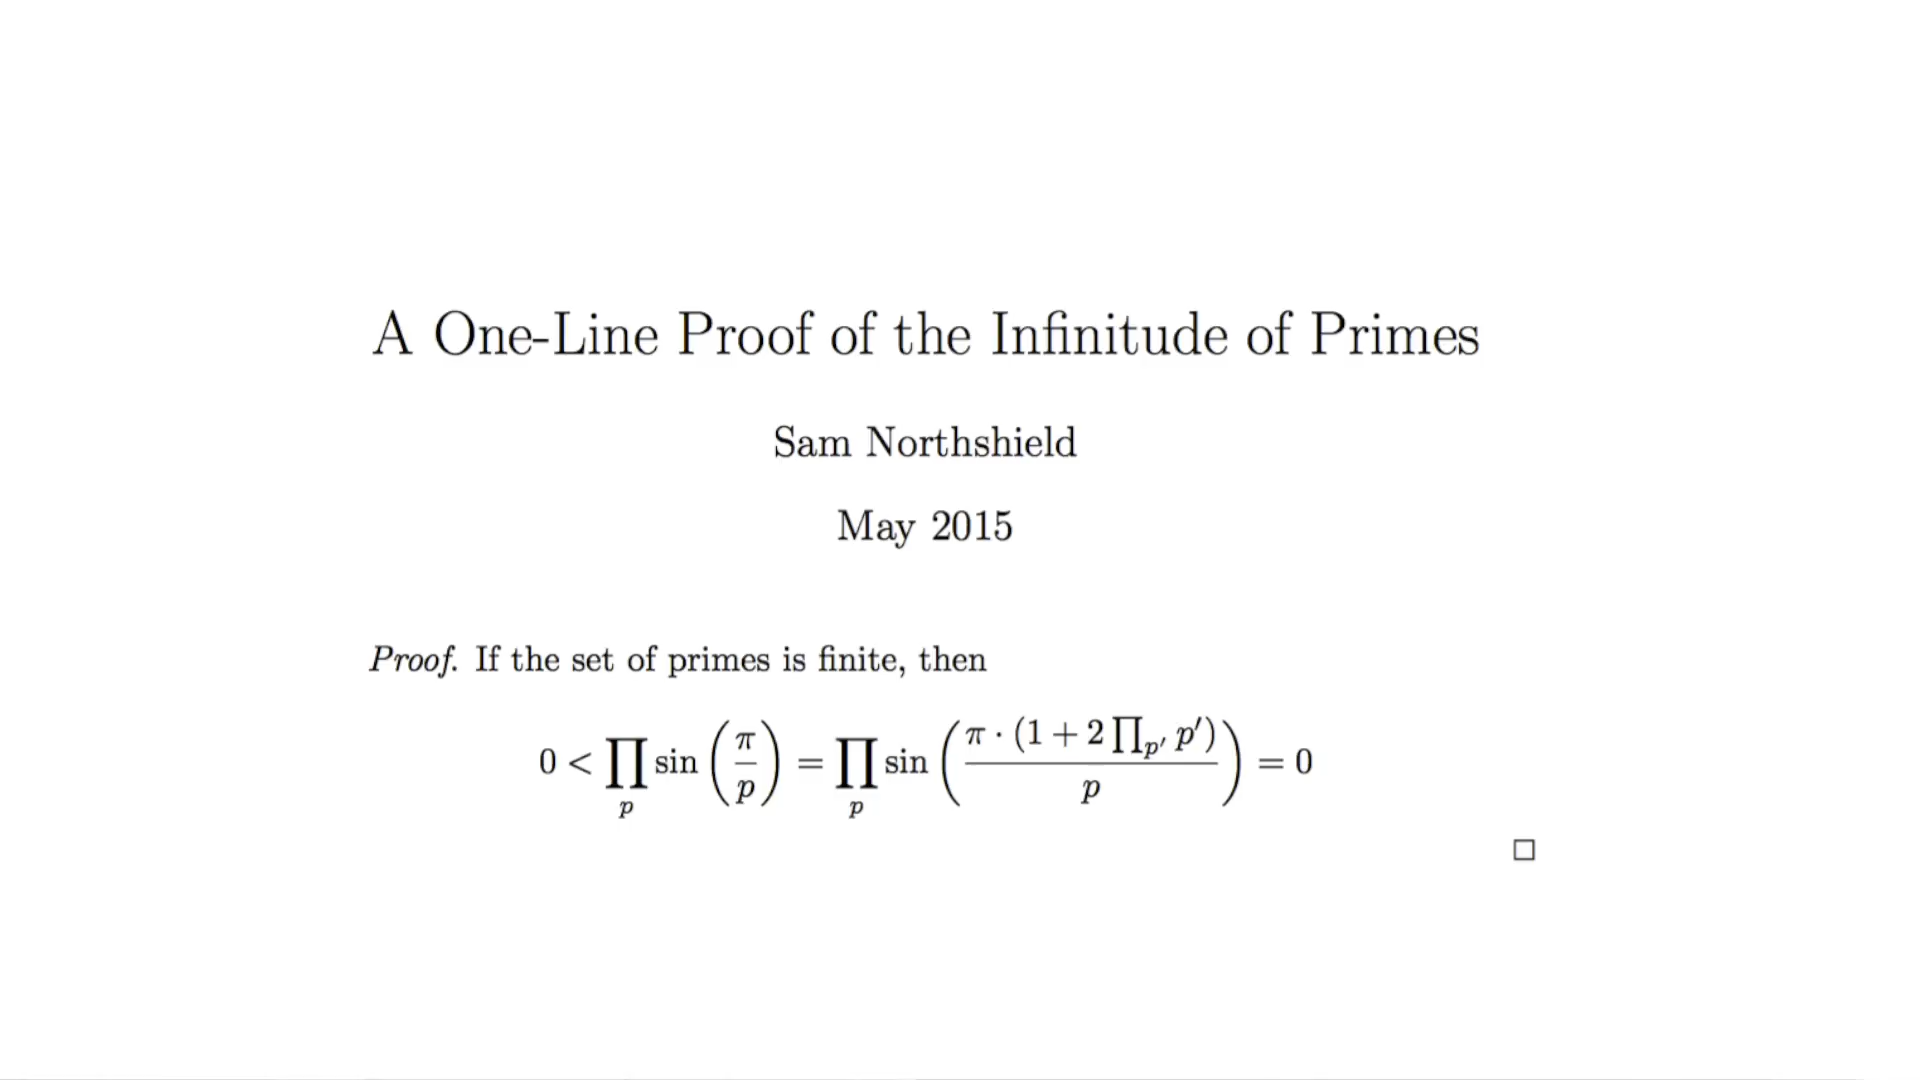 A One-Line Proof of the Infinitude of Primes
Sam Northshield
May 2015
Proof. If the set of primes is finite, then
0 < ∏_p sin(π/p) = ∏_p sin(π · (1 + 2∏_{p′} p′)/p) = 0
□